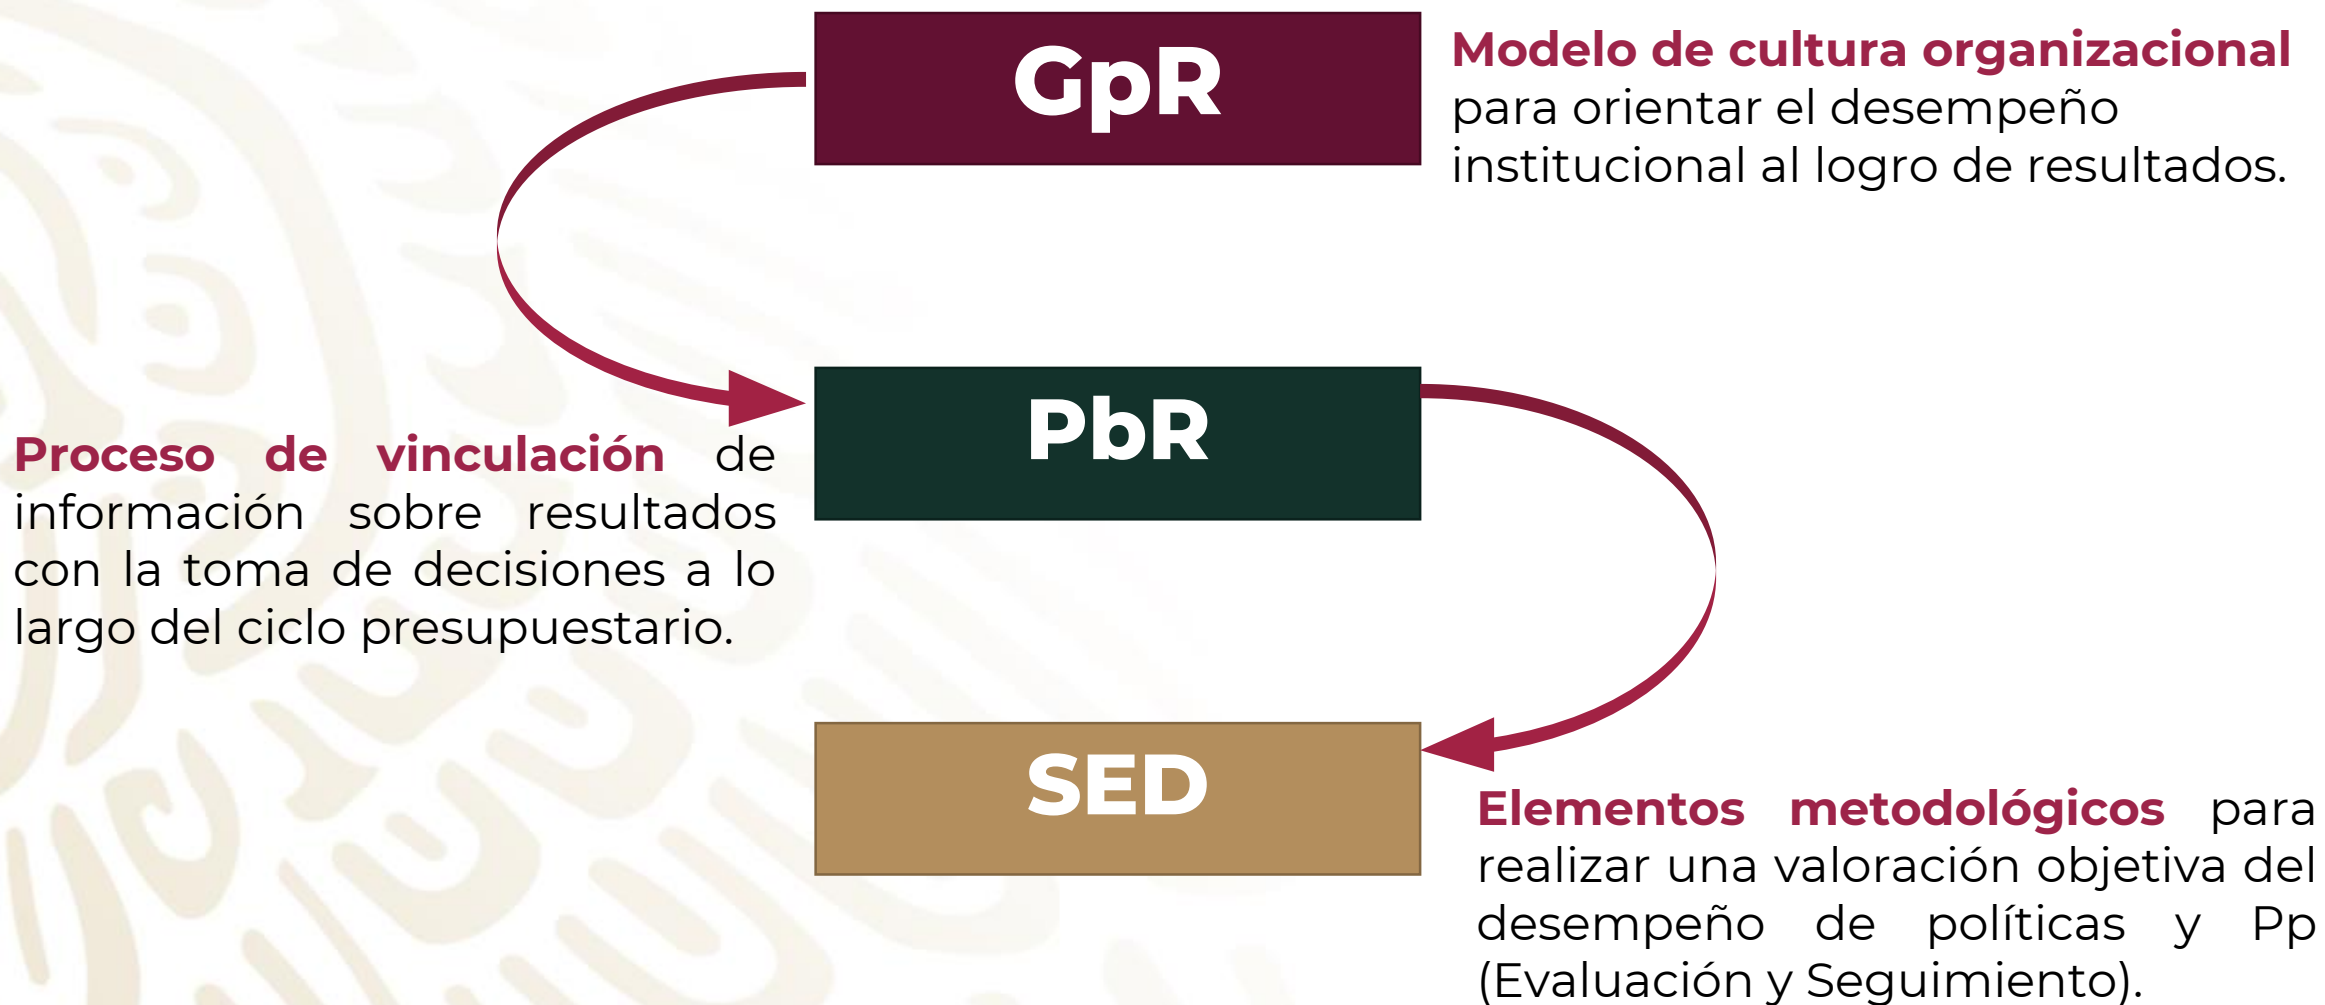 GpR
Modelo de cultura organizacional
para orientar el desempeño
institucional al logro de resultados.
PbR
Proceso de vinculación de
información sobre resultados
con la toma de decisiones a lo
largo del ciclo presupuestario.
SED
Elementos metodológicos para
realizar una valoración objetiva del
desempeño de políticas y Pp
(Evaluación y Seguimiento).